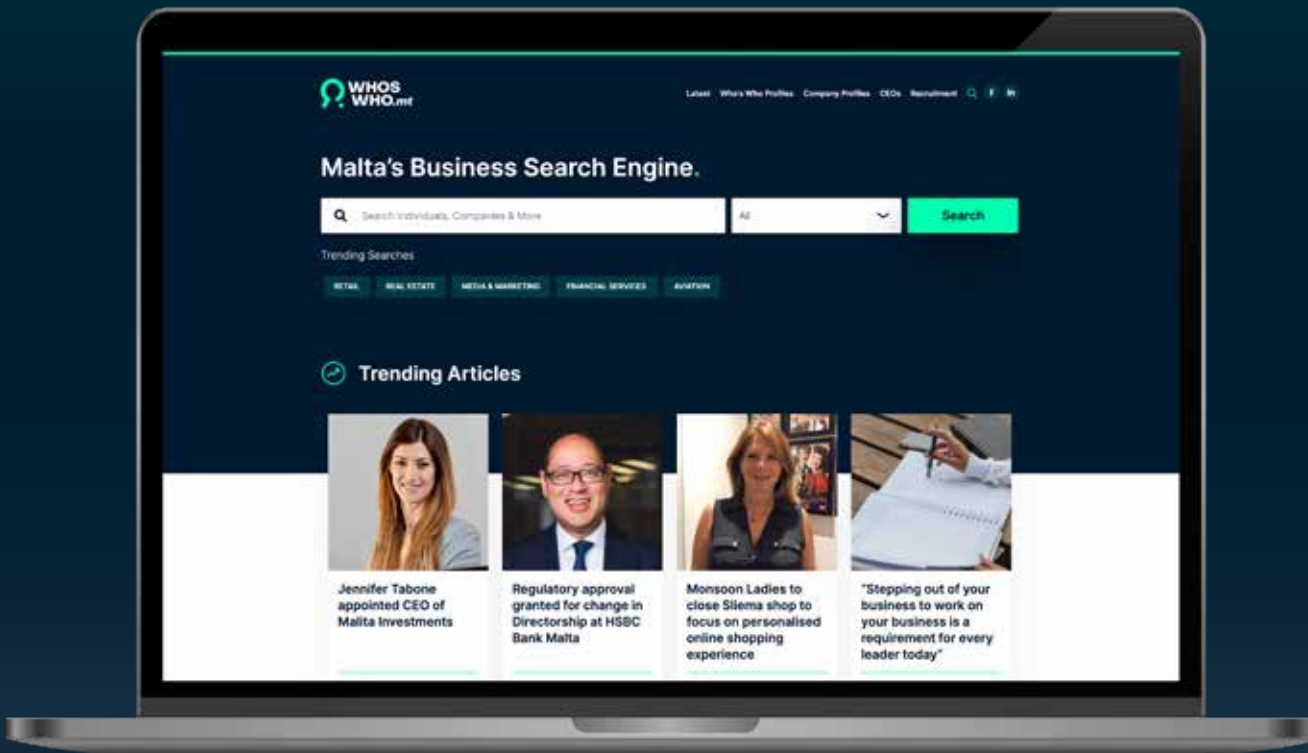 WHOS
WHO.mt
Latest Who's Who Profiles Company Profiles CEOs Recruitment f in
Malta's Business Search Engine.
Search Individuals, Companies & More
All
Search
Trending Searches
RETAIL REAL ESTATE MEDIA & MARKETING FINANCIAL SERVICES AVIATION
Trending Articles
Jennifer Tabone
appointed CEO of
Malita Investments
Regulatory approval
granted for change in
Directorship at HSBC
Bank Malta
Monsoon Ladies to
close Sliema shop to
focus on personalised
online shopping
experience
"Stepping out of your
business to work on
your business is a
requirement for every
leader today"